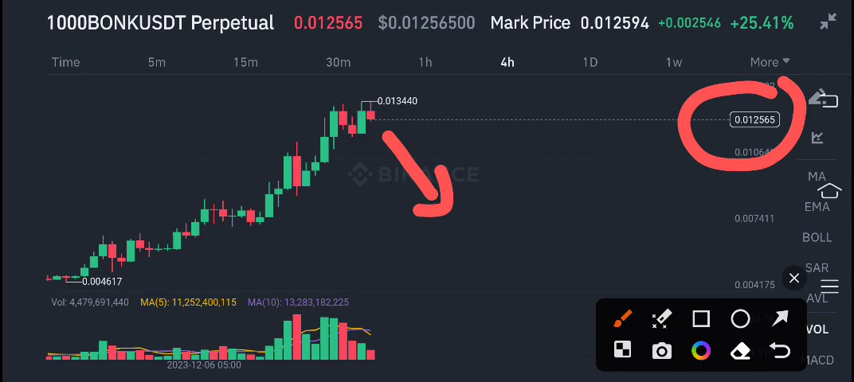 1000BONKUSDT Perpetual 0.012565 $0.01256500 Mark Price 0.012594 +0.002546 +25.41%
Time 5m 15m 30m 1h 4h 1D 1w More
0.013440
0.012565
BINANCE
MA
EMA
0.007411
BOLL
SAR
0.004617
0.004175
AVL
Vol: 4,479,691,440 MA(5): 11,252,400,115 MA(10): 13,283,182,225
VOL
MACD
2023-12-06 05:00